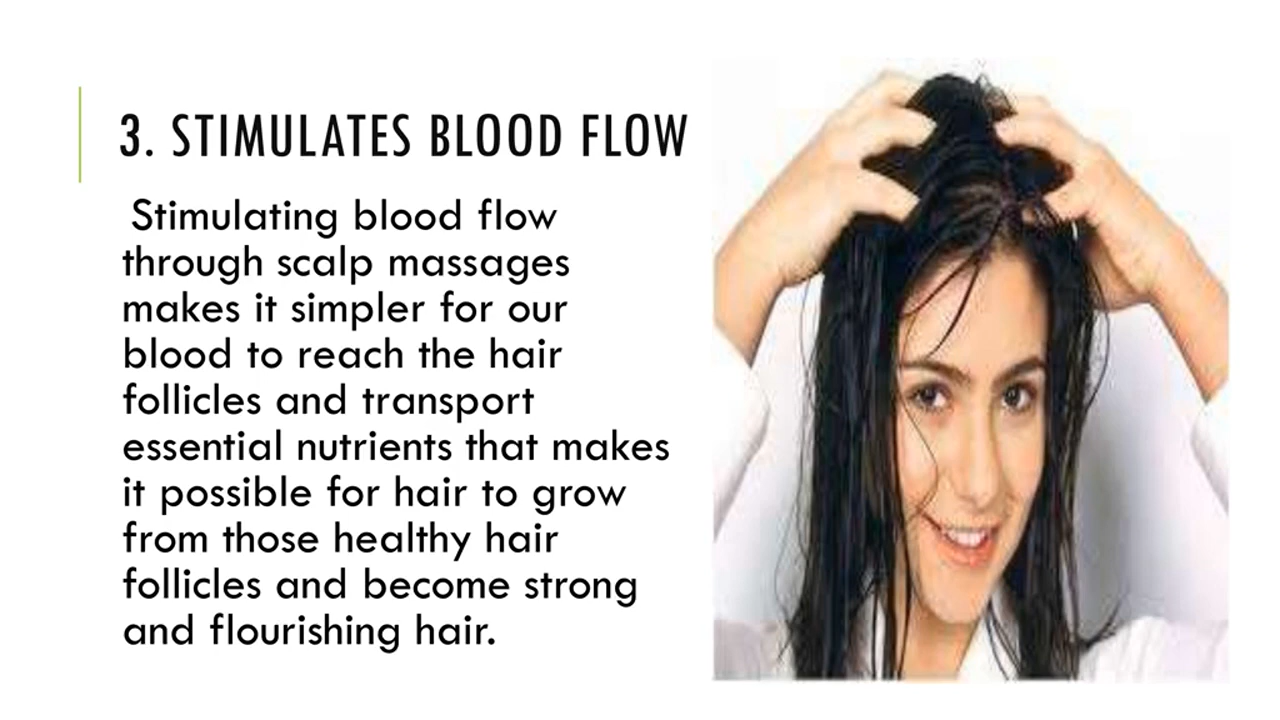 3. STIMULATES BLOOD FLOW
Stimulating blood flow
through scalp massages
makes it simpler for our
blood to reach the hair
follicles and transport
essential nutrients that makes
it possible for hair to grow
from those healthy hair
follicles and become strong
and flourishing hair.